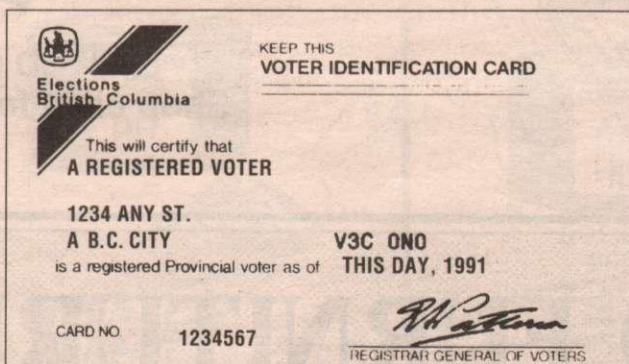 KEEP THIS
VOTER IDENTIFICATION CARD
Elections
British Columbia
This will certify that
A REGISTERED VOTER
1234 ANY ST.
A B.C. CITY V3C 0N0
is a registered Provincial voter as of THIS DAY, 1991
CARD NO. 1234567
REGISTRAR GENERAL OF VOTERS